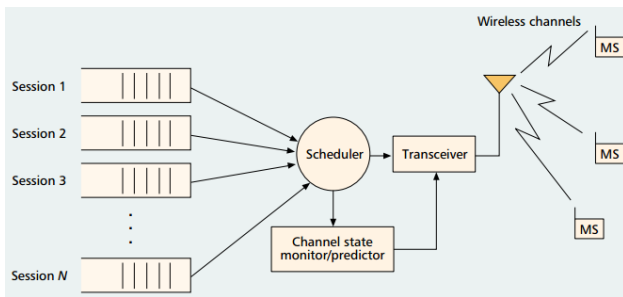 Wireless channels
MS
Session 1
Session 2
Scheduler
Transceiver
MS
Session 3
Channel state
monitor/predictor
MS
Session N